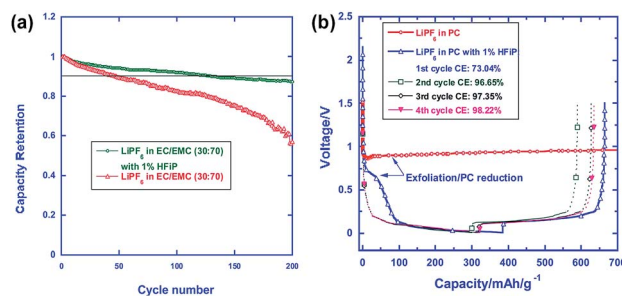 (a)
Capacity Retention
1.2
1
0.8
0.6
0.4
0
50
100
150
200
LiPF6 in EC/EMC (30:70)
with 1% HFiP
LiPF6 in EC/EMC (30:70)
Cycle number
(b)
Voltage/V
2.5
2
1.5
1
0.5
0
0
100
200
300
400
500
600
700
LiPF6 in PC
LiPF6 in PC with 1% HFiP
1st cycle CE: 73.04%
2nd cycle CE: 96.65%
3rd cycle CE: 97.35%
4th cycle CE: 98.22%
Exfoliation/PC reduction
Capacity/mAh/g-1